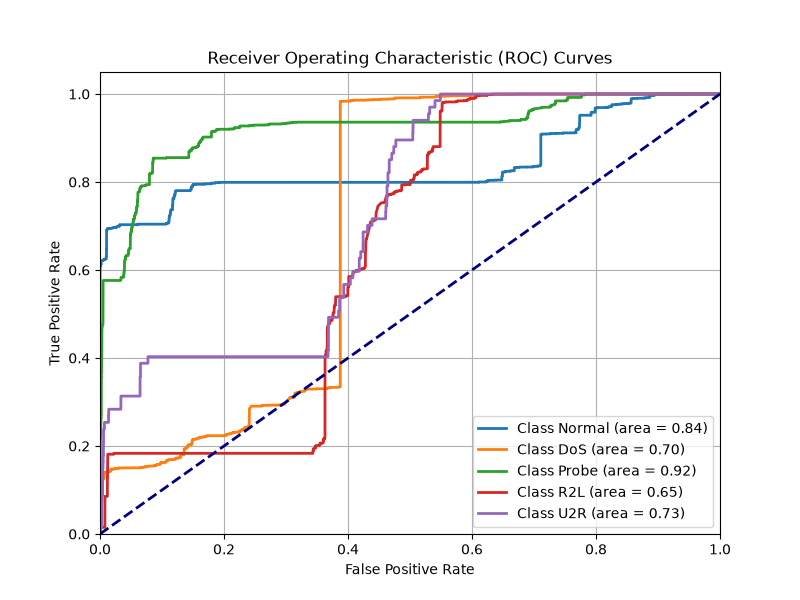 Receiver Operating Characteristic (ROC) Curves
True Positive Rate
1.0
0.8
0.6
0.4
0.2
0.0
0.0 0.2 0.4 0.6 0.8 1.0
False Positive Rate
Class Normal (area = 0.84)
Class DoS (area = 0.70)
Class Probe (area = 0.92)
Class R2L (area = 0.65)
Class U2R (area = 0.73)